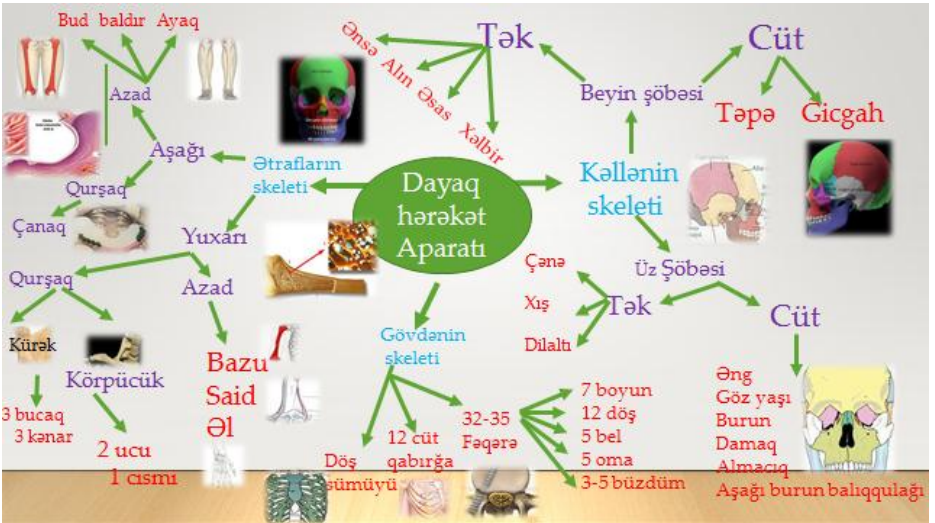 Bud baldır Ayaq
Azad
Aşağı
Qurşaq
Çanaq
Ətrafların
skeleti
Yuxarı
Qurşaq
Azad
Kürək
Körpücük
3 bucaq
3 kənar
2 ucu
1 cismi
Bazu
Said
Əl
Dayaq
hərəkət
Aparatı
Tək
Ənsə
Alın
Əsas
Xəlbir
Beyin şöbəsi
Cüt
Təpə
Gicgah
Kəllənin
skeleti
Üz Şöbəsi
Tək
Çənə
Xış
Dilaltı
Cüt
Əng
Göz yaşı
Burun
Damaq
Almacıq
Aşağı burun balıqqulağı
Gövdənin
skeleti
Döş
sümüyü
12 cüt
qabırğa
32-35
Fəqərə
7 boyun
12 döş
5 bel
5 oma
3-5 büzdüm